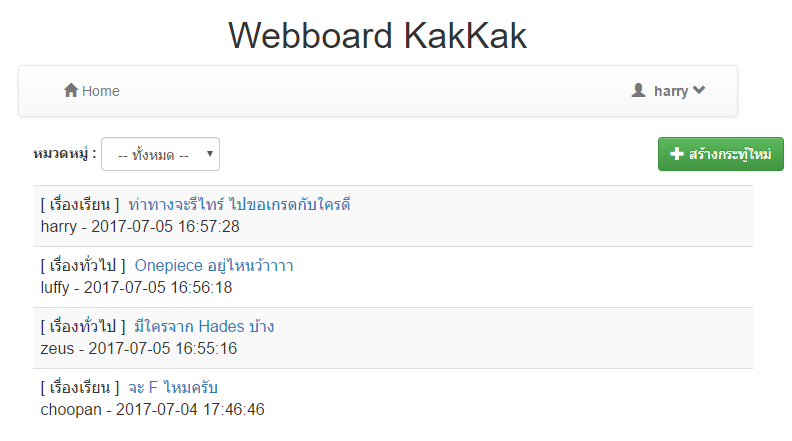 Webboard KakKak
Home harry
หมวดหมู่ : -- ทั้งหมด -- สร้างกระทู้ใหม่
[ เรื่องเรียน ] ท่าทางจะรีไทร์ ไปขอเกรดกับใครดี
harry - 2017-07-05 16:57:28
[ เรื่องทั่วไป ] Onepiece อยู่ไหนว้าาาา
luffy - 2017-07-05 16:56:18
[ เรื่องทั่วไป ] มีใครจาก Hades บ้าง
zeus - 2017-07-05 16:55:16
[ เรื่องเรียน ] จะ F ไหมครับ
choopan - 2017-07-04 17:46:46